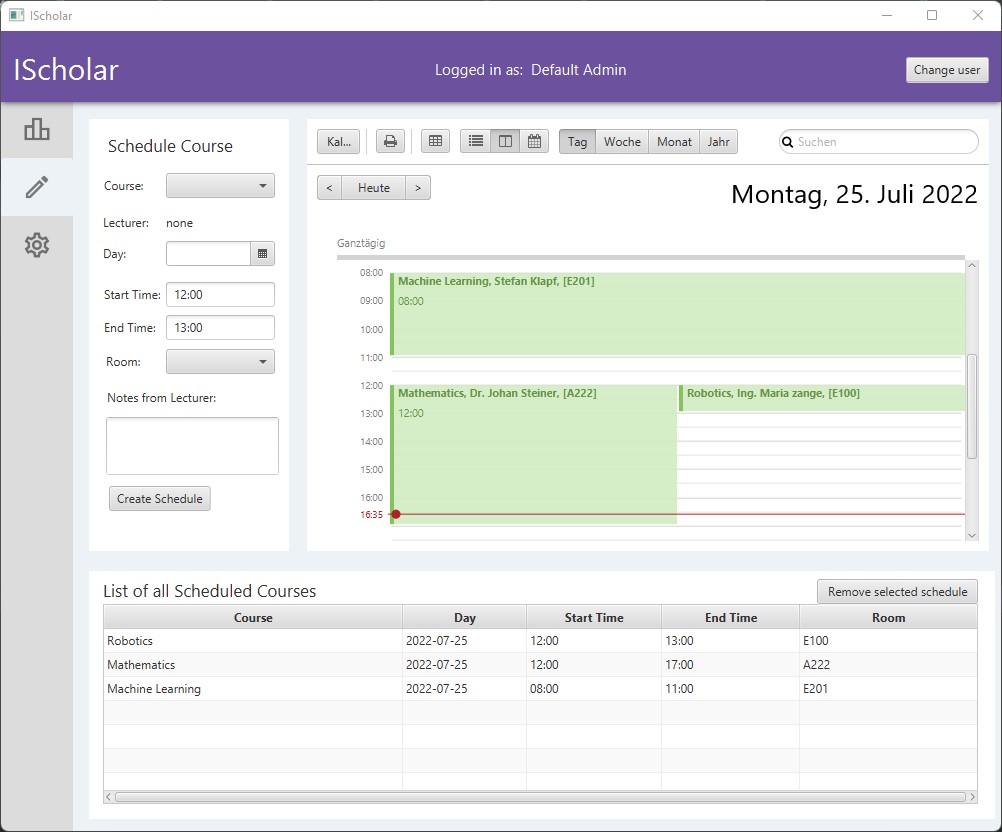 IScholar
IScholar
Logged in as: Default Admin
Change user
Schedule Course
Course:
Lecturer: none
Day:
Start Time: 12:00
End Time: 13:00
Room:
Notes from Lecturer:
Create Schedule
Kal...
Tag Woche Monat Jahr
Suchen
< Heute >
Montag, 25. Juli 2022
Ganztägig
08:00
Machine Learning, Stefan Klapf, [E201]
09:00
08:00
10:00
11:00
12:00
Mathematics, Dr. Johan Steiner, [A222]
Robotics, Ing. Maria zange, [E100]
13:00
12:00
14:00
15:00
16:00
16:35
List of all Scheduled Courses
Remove selected schedule
Course Day Start Time End Time Room
Robotics 2022-07-25 12:00 13:00 E100
Mathematics 2022-07-25 12:00 17:00 A222
Machine Learning 2022-07-25 08:00 11:00 E201